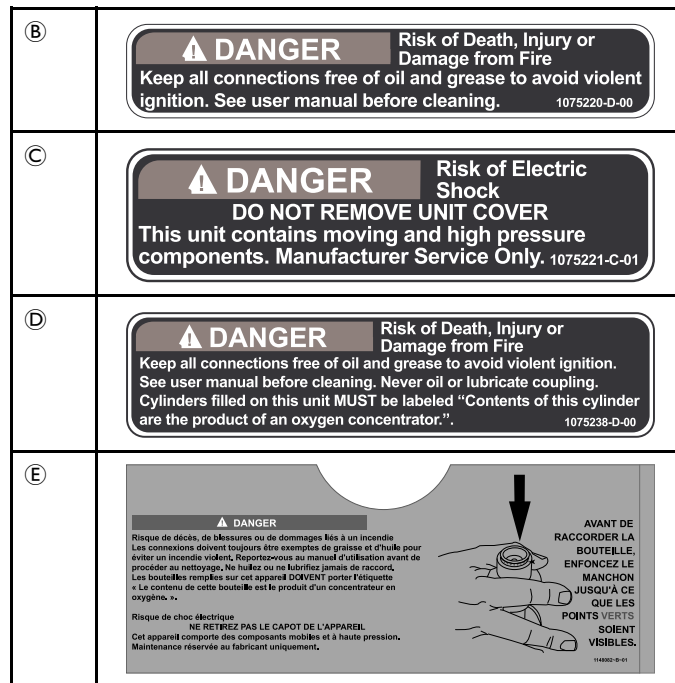 Ⓑ
DANGER
Risk of Death, Injury or
Damage from Fire
Keep all connections free of oil and grease to avoid violent
ignition. See user manual before cleaning. 1075220-D-00
Ⓒ
DANGER
Risk of Electric
Shock
DO NOT REMOVE UNIT COVER
This unit contains moving and high pressure
components. Manufacturer Service Only. 1075221-C-01
Ⓓ
DANGER
Risk of Death, Injury or
Damage from Fire
Keep all connections free of oil and grease to avoid violent ignition.
See user manual before cleaning. Never oil or lubricate coupling.
Cylinders filled on this unit MUST be labeled “Contents of this cylinder
are the product of an oxygen concentrator.”. 1075238-D-00
Ⓔ
DANGER
Risque de décès, de blessures ou de dommages liés à un incendie
Les connexions doivent toujours être exemptes de graisse et d'huile pour
éviter un incendie violent. Reportez-vous au manuel d'utilisation avant de
procéder au nettoyage. Ne huilez ou ne lubrifiez jamais de raccord.
Les bouteilles remplies sur cet appareil DOIVENT porter l'étiquette
« Le contenu de cette bouteille est le produit d'un concentrateur en
oxygène. ».
Risque de choc électrique
NE RETIREZ PAS LE CAPOT DE L'APPAREIL
Cet appareil comporte des composants mobiles et à haute pression.
Maintenance réservée au fabricant uniquement.
AVANT DE
RACCORDER LA
BOUTEILLE,
ENFONCEZ LE
MANCHON
JUSQU'À CE
QUE LES
POINTS VERTS
SOIENT
VISIBLES.
1148082-B-01